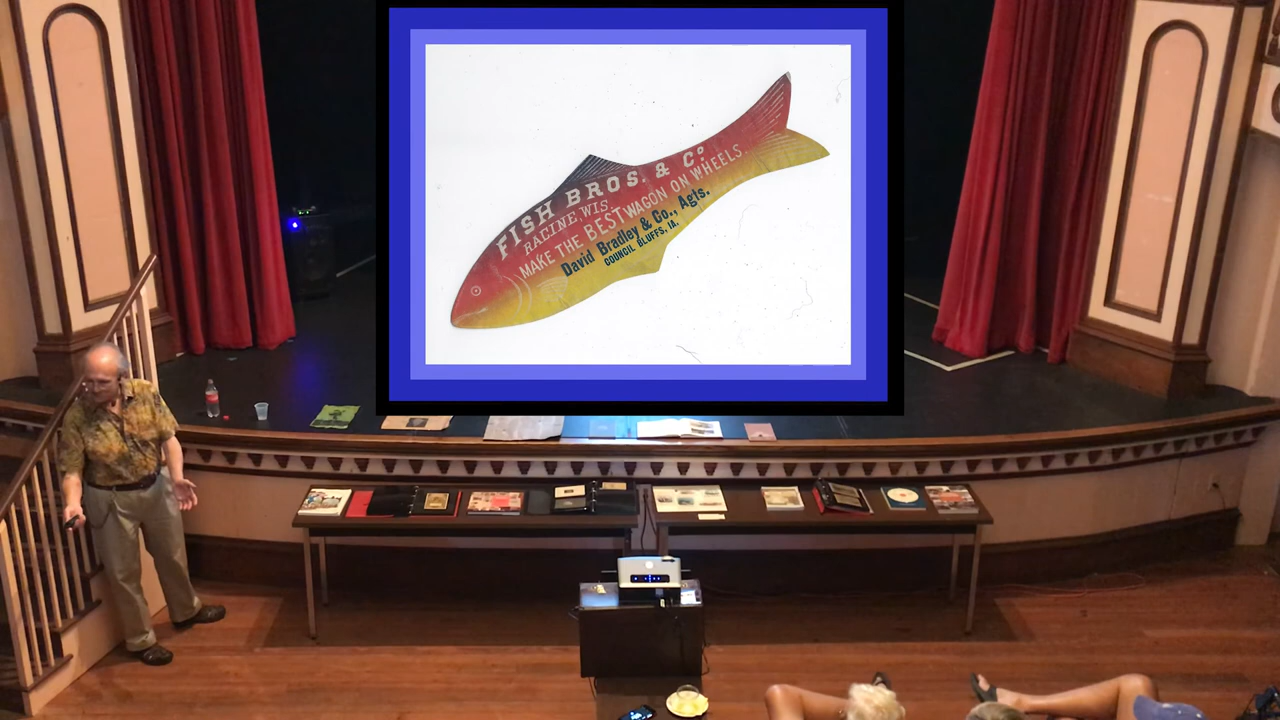 FISH BROS. & Cº
RACINE, WIS.
MAKE THE BEST WAGON ON WHEELS.
David Bradley & Co., Agts.
COUNCIL BLUFFS, IA.